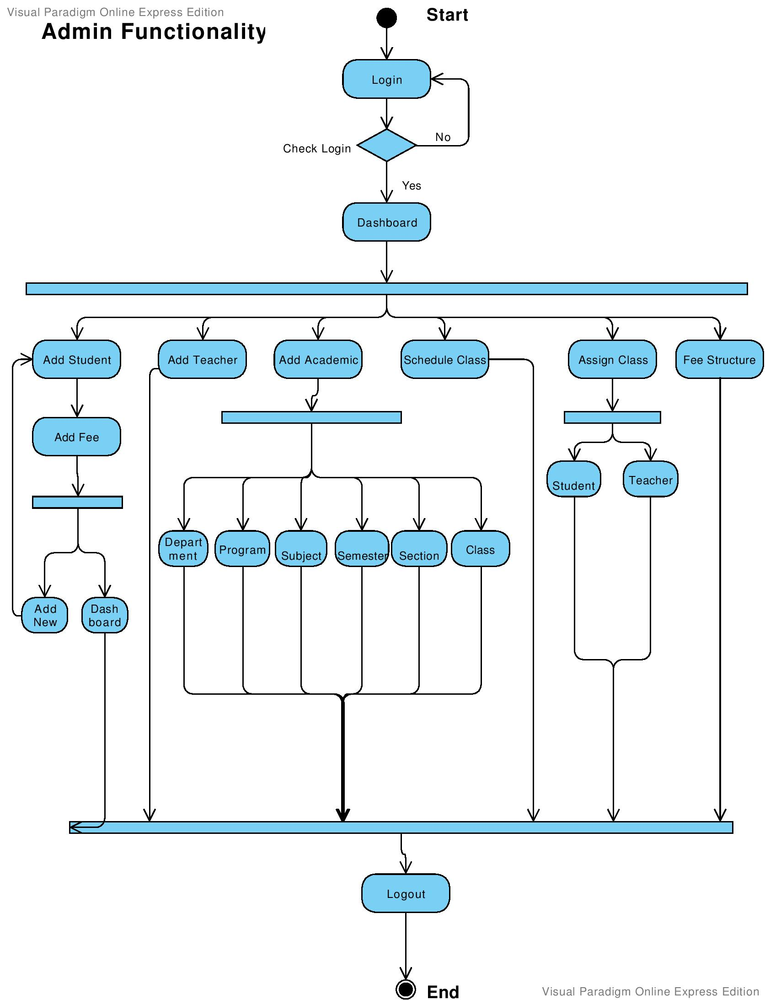 Visual Paradigm Online Express Edition
Start
Admin Functionality
Login
No
Check Login
Yes
Dashboard
Add Student
Add Teacher
Add Academic
Schedule Class
Assign Class
Fee Structure
Add Fee
Student
Teacher
Depart
ment
Program
Subject
Semester
Section
Class
Add
New
Dash
board
Logout
End
Visual Paradigm Online Express Edition